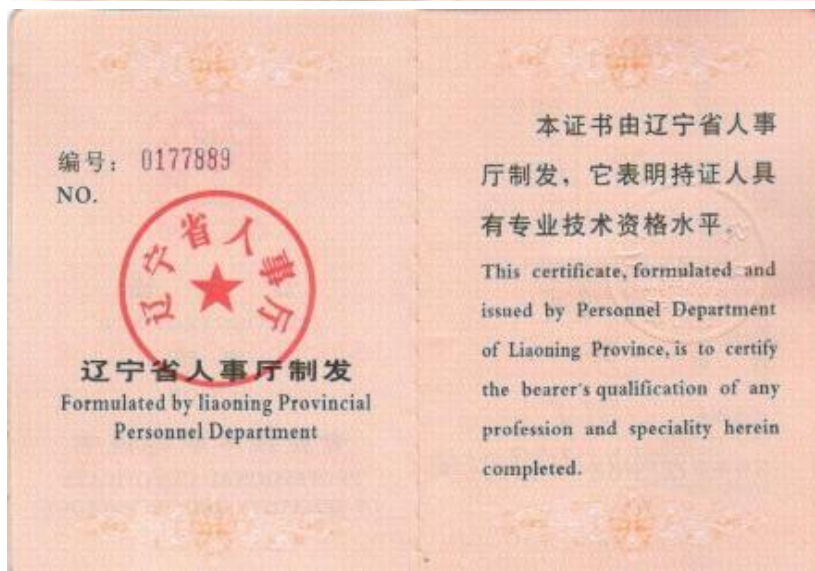 编号: 0177889
NO.
辽宁省人事厅
辽宁省人事厅制发
Formulated by liaoning Provincial
Personnel Department
本证书由辽宁省人事
厅制发，它表明持证人具
有专业技术资格水平。
This certificate, formulated and
issued by Personnel Department
of Liaoning Province, is to certify
the bearer's qualification of any
profession and speciality herein
completed.